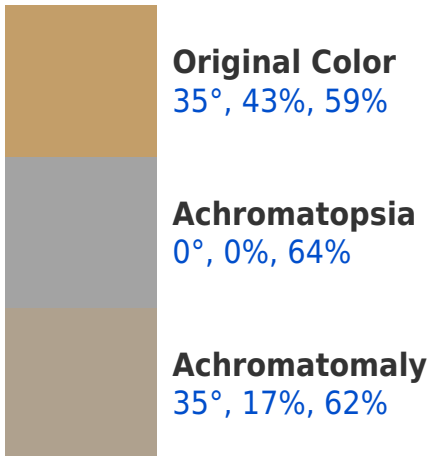 Original Color
35°, 43%, 59%
Achromatopsia
0°, 0%, 64%
Achromatomaly
35°, 17%, 62%